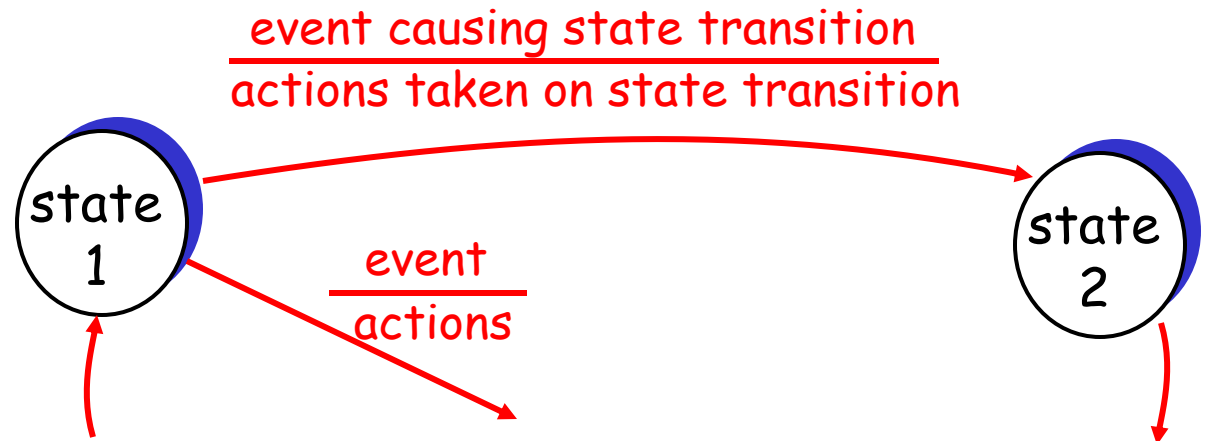 event causing state transition
actions taken on state transition
state
1
state
2
event
actions